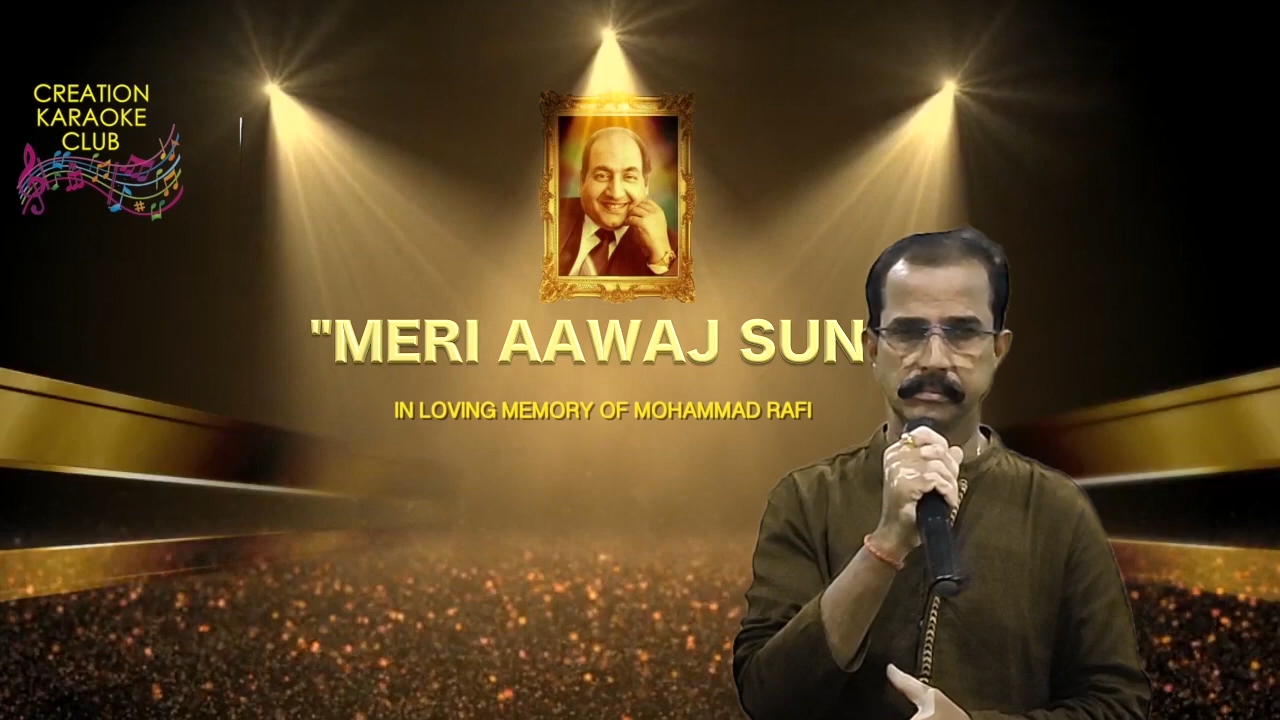 CREATION
KARAOKE
CLUB
"MERI AAWAJ SUN
IN LOVING MEMORY OF MOHAMMAD RAFI